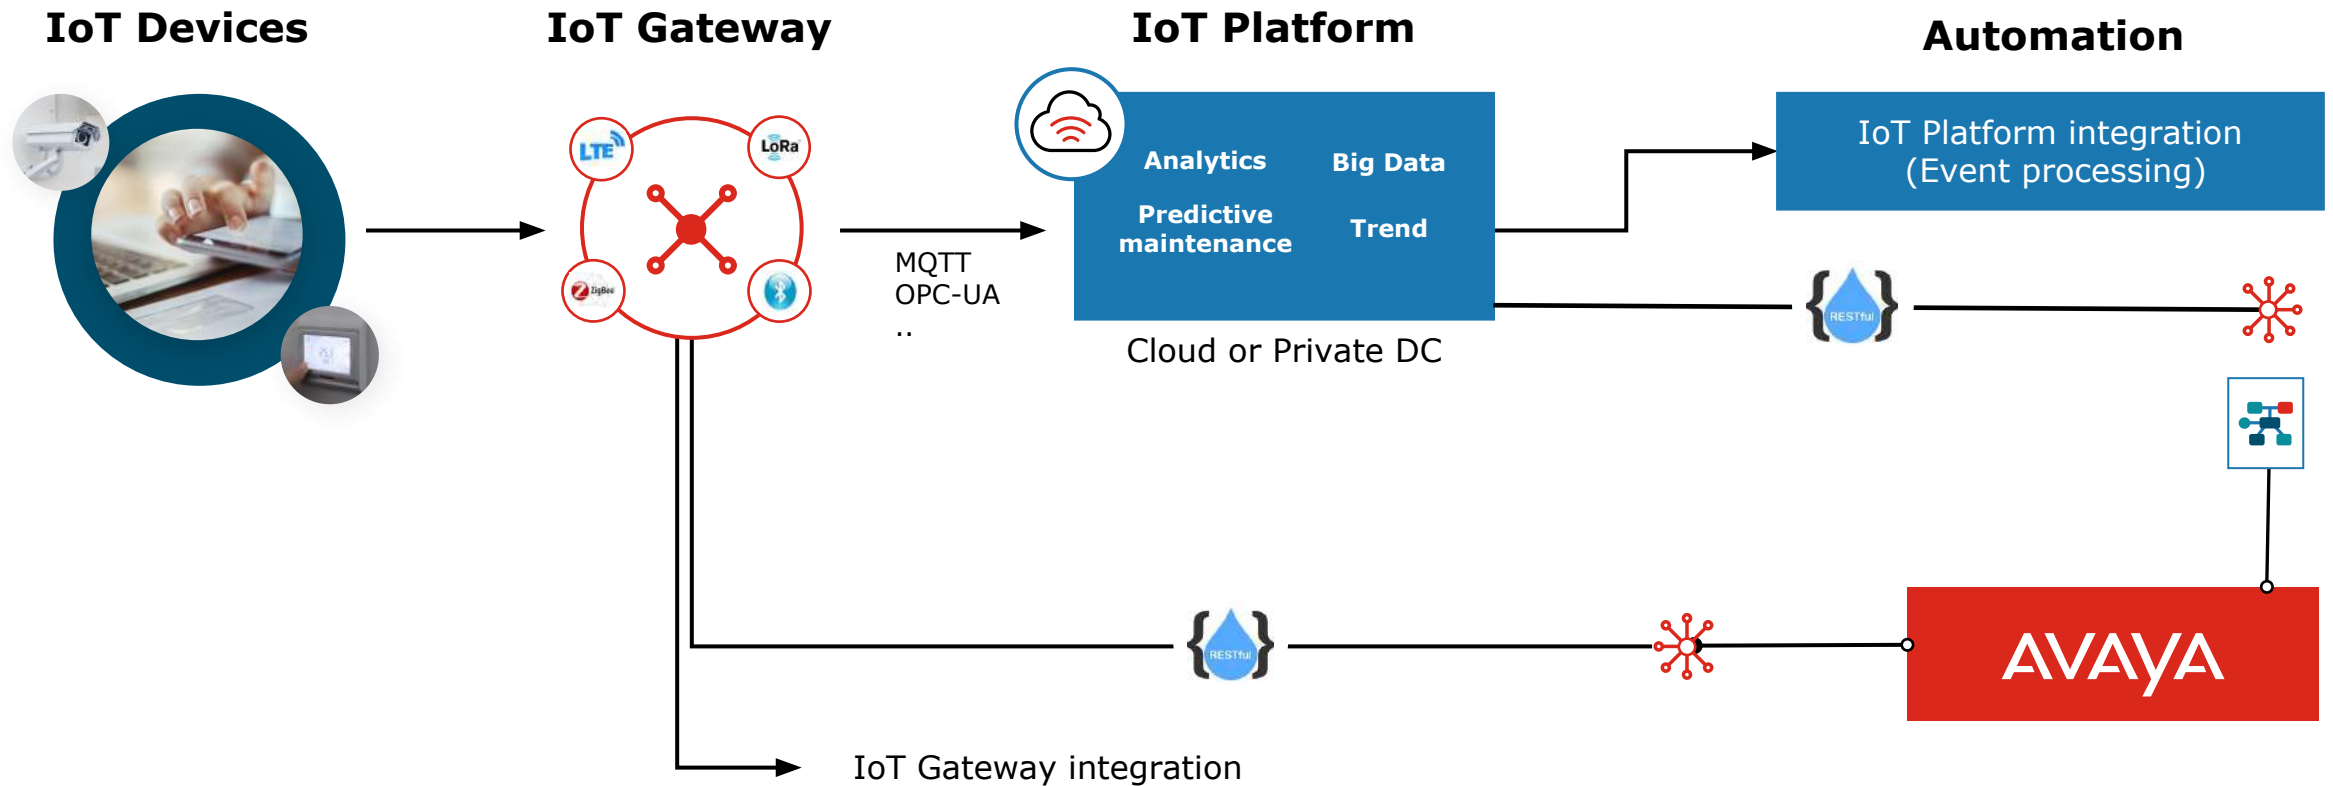 IoT Devices
IoT Gateway
IoT Platform
Automation
LTE
LoRa
ZigBee
MQTT
OPC-UA
..
Analytics
Big Data
Predictive
maintenance
Trend
Cloud or Private DC
IoT Platform integration
(Event processing)
{RESTful}
{RESTful}
AVAYA
IoT Gateway integration